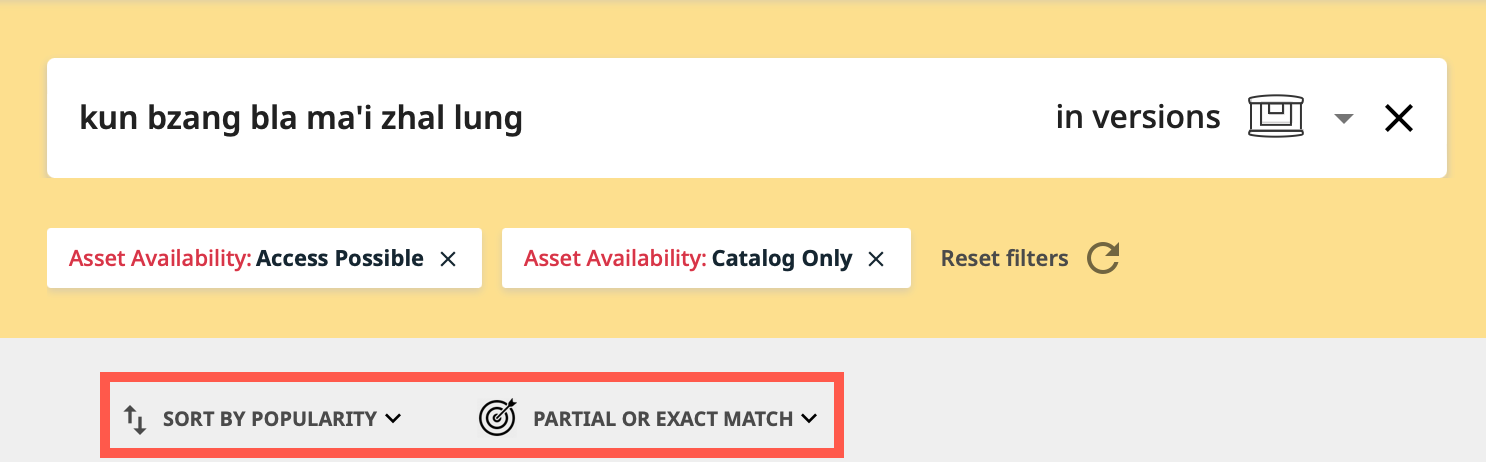 kun bzang bla ma'i zhal lung in versions
Asset Availability: Access Possible Asset Availability: Catalog Only Reset filters
SORT BY POPULARITY PARTIAL OR EXACT MATCH